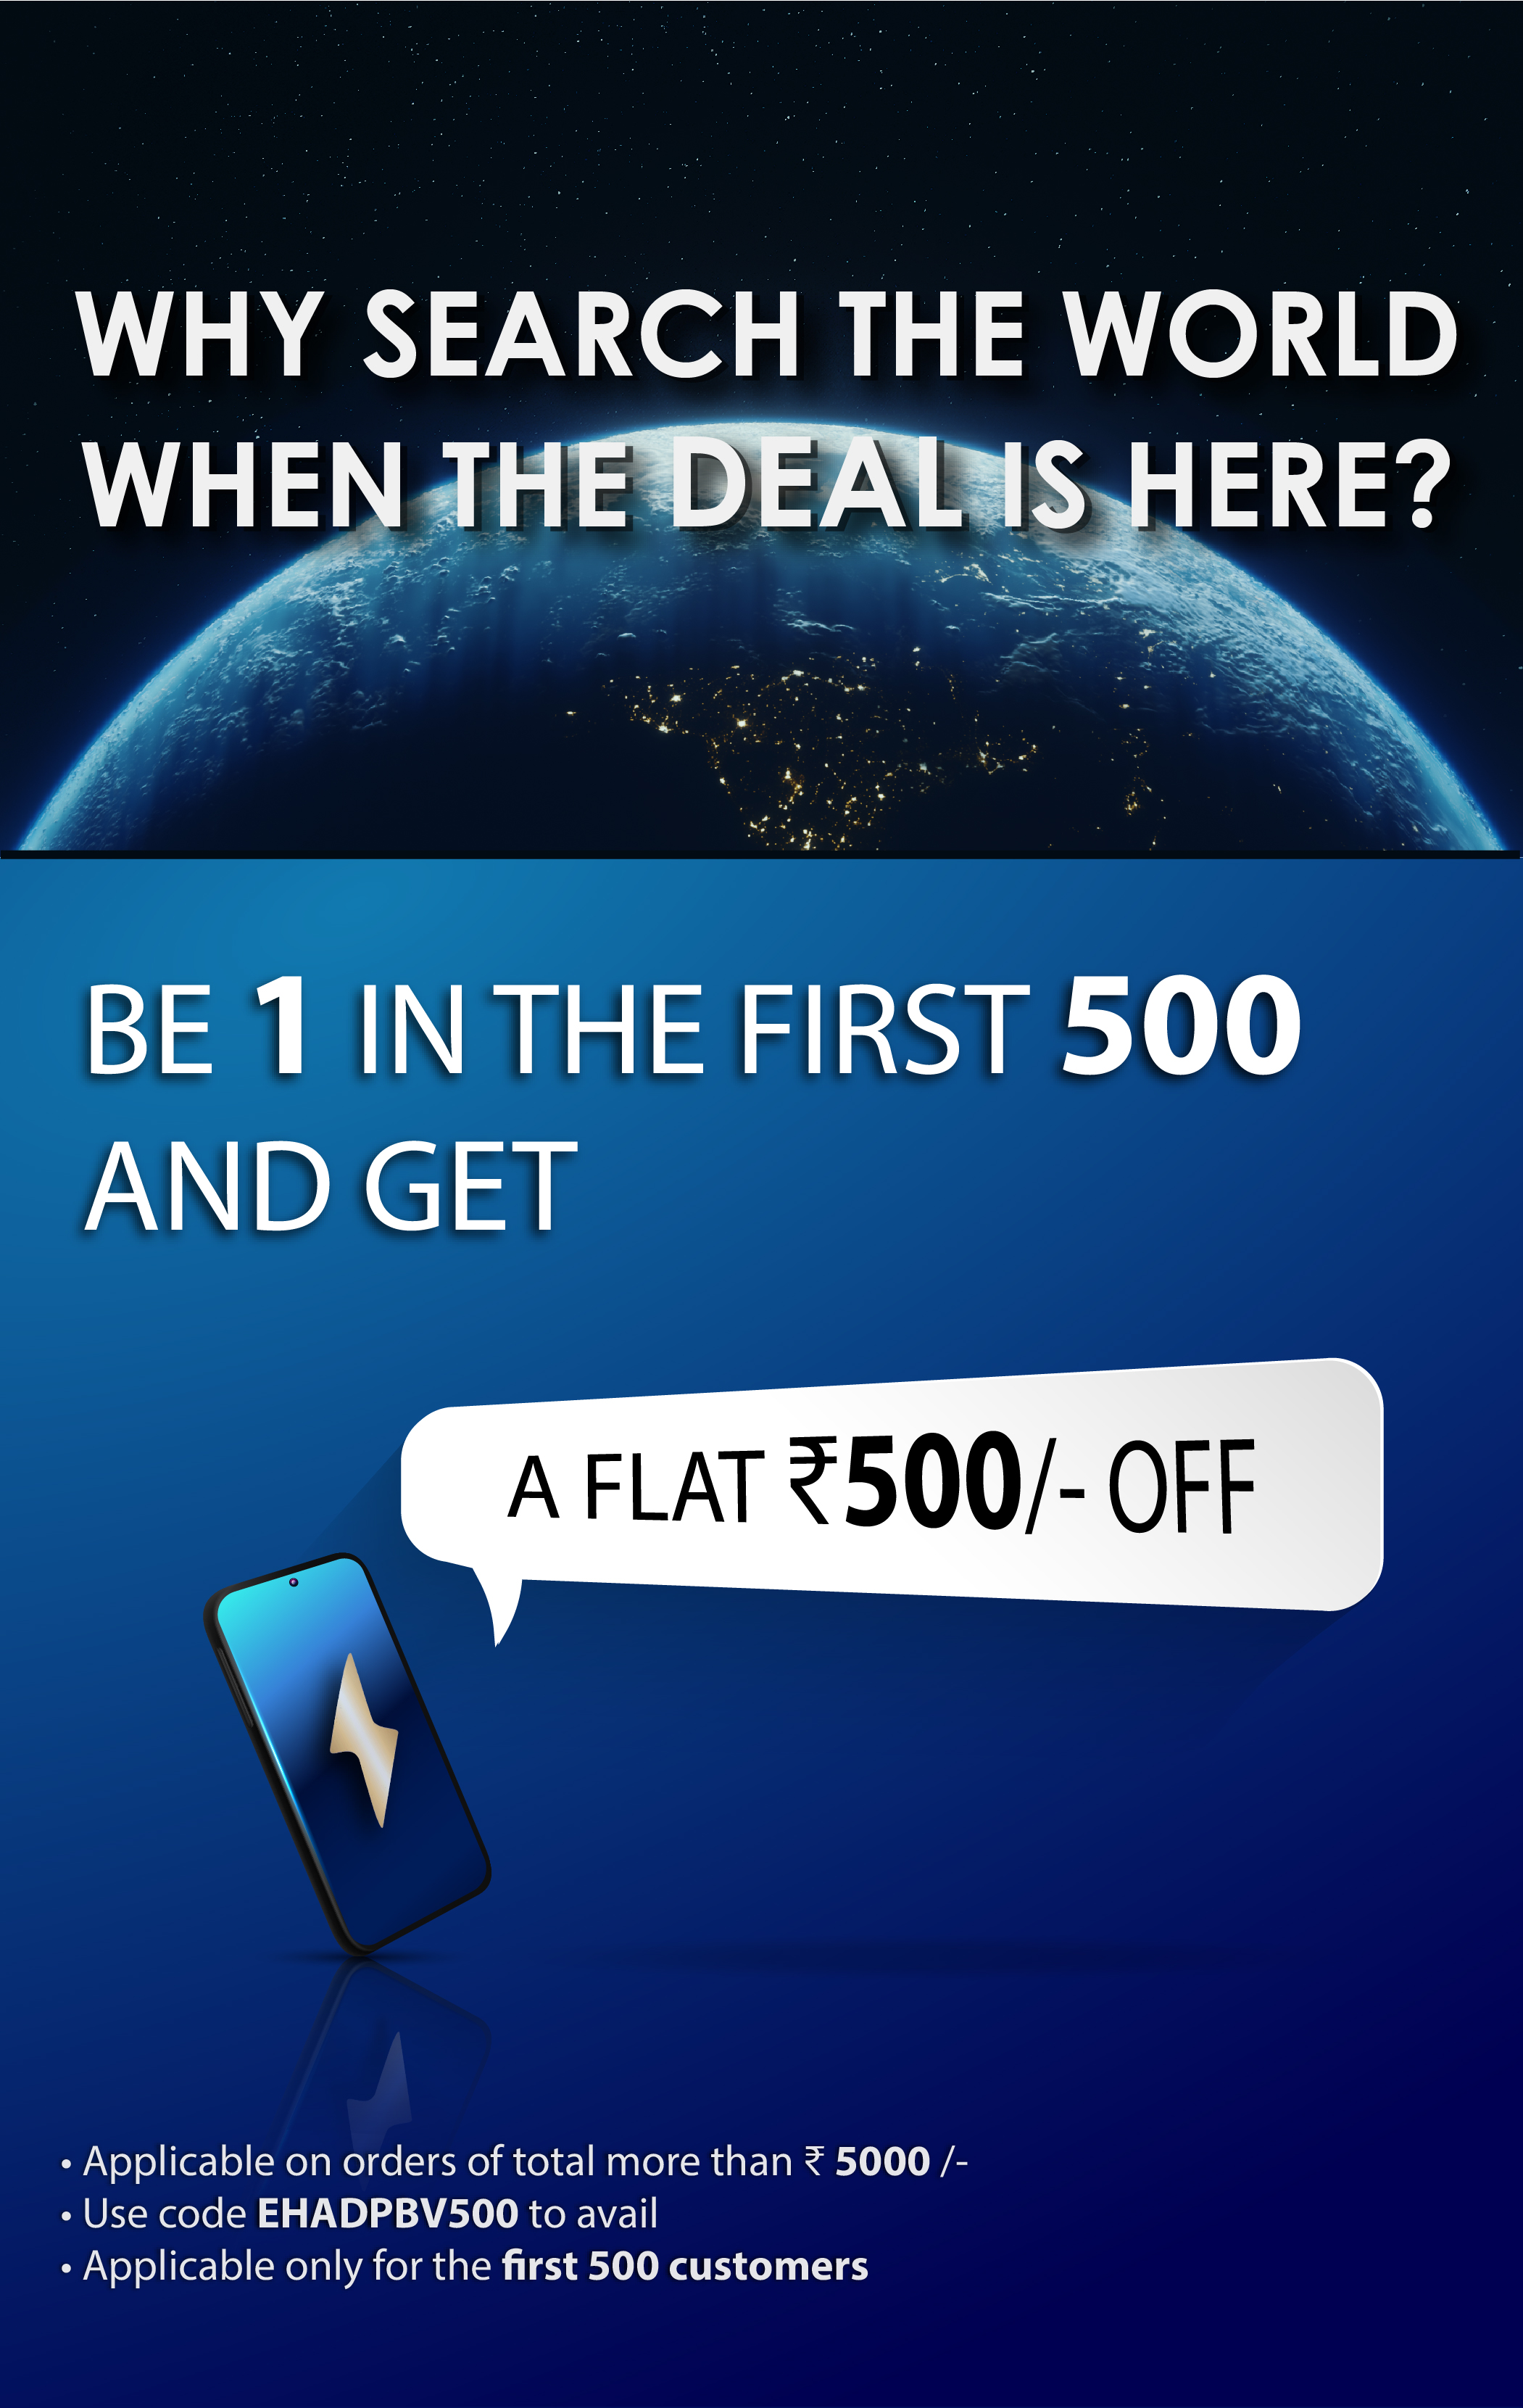 WHY SEARCH THE WORLD
WHEN THE DEAL IS HERE?
BE 1 IN THE FIRST 500
AND GET
A FLAT ₹500/- OFF
• Applicable on orders of total more than ₹ 5000 /-
• Use code EHADPBV500 to avail
• Applicable only for the first 500 customers